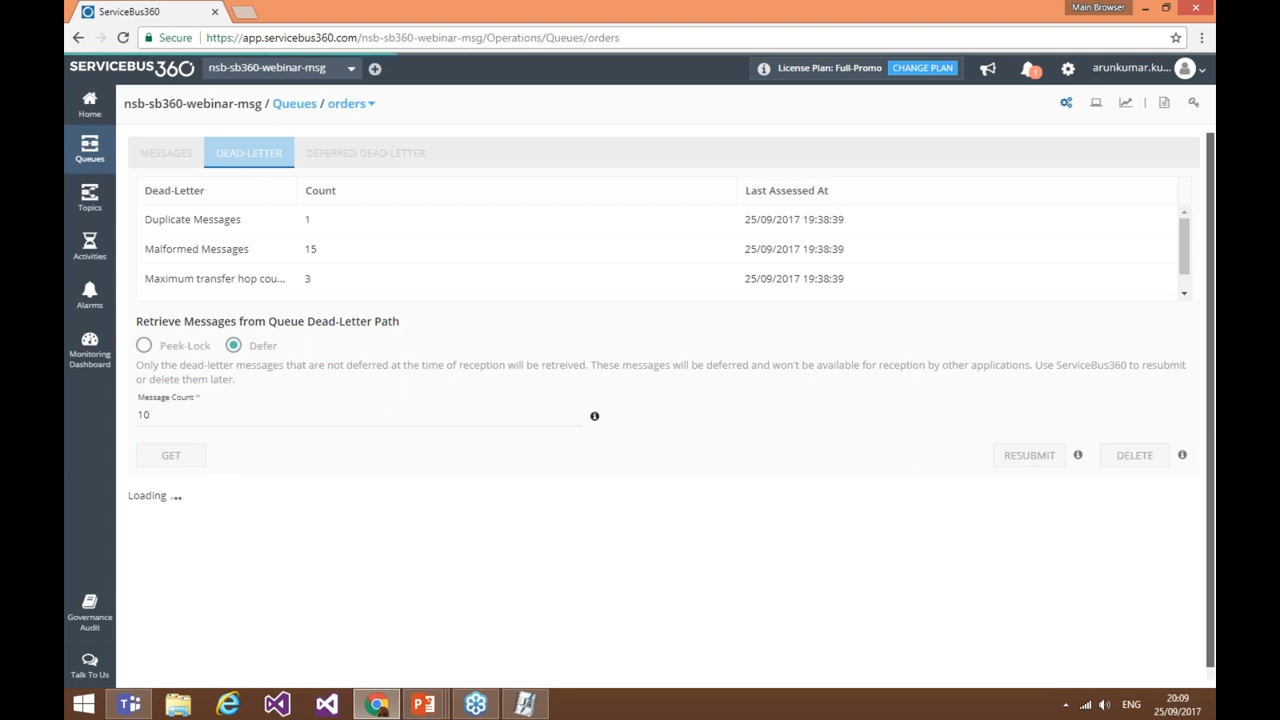 ServiceBus360
Main Browser
Secure
https://app.servicebus360.com/nsb-sb360-webinar-msg/Operations/Queues/orders
SERVICEBUS360
nsb-sb360-webinar-msg
License Plan: Full-Promo
CHANGE PLAN
1
arunkumar.ku...
Home
nsb-sb360-webinar-msg / Queues / orders
Queues
MESSAGES
DEAD-LETTER
DEFERRED DEAD-LETTER
Dead-Letter
Count
Last Assessed At
Topics
Duplicate Messages
1
25/09/2017 19:38:39
Activities
Malformed Messages
15
25/09/2017 19:38:39
Maximum transfer hop cou...
3
25/09/2017 19:38:39
Alarms
Retrieve Messages from Queue Dead-Letter Path
Monitoring
Dashboard
Peek-Lock
Defer
Only the dead-letter messages that are not deferred at the time of reception will be retreived. These messages will be deferred and won't be available for reception by other applications. Use ServiceBus360 to resubmit
or delete them later.
Message Count *
10
GET
RESUBMIT
DELETE
Loading ...
Governance
Audit
Talk To Us
ENG
20:09
25/09/2017